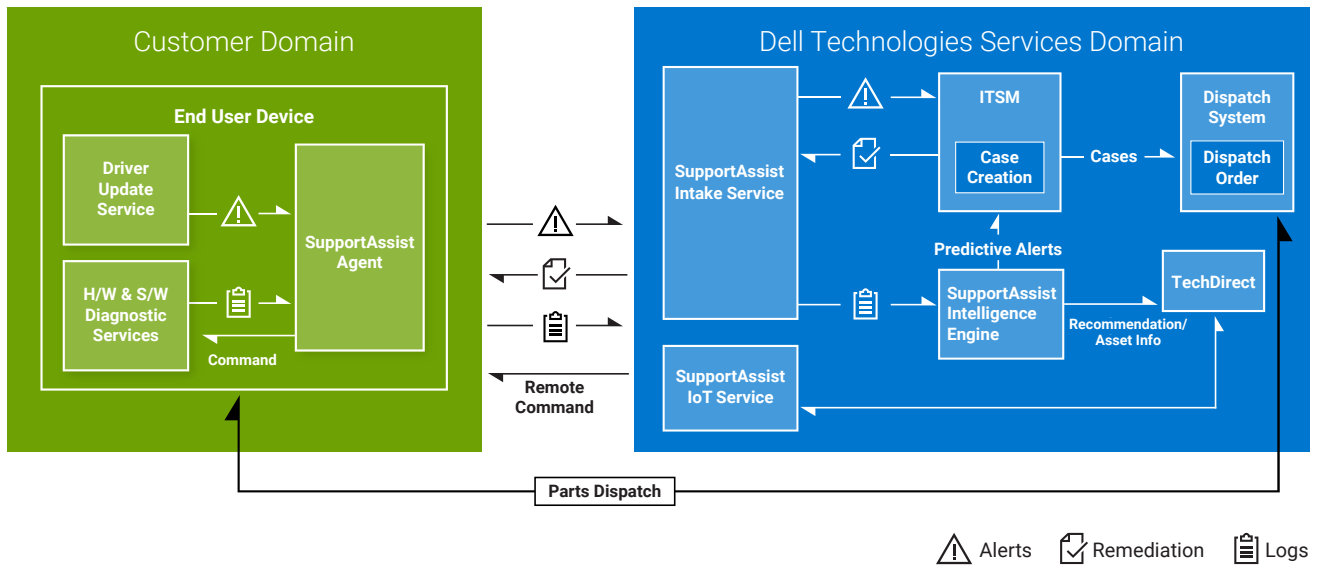 Customer Domain
End User Device
Driver
Update
Service
H/W & S/W
Diagnostic
Services
SupportAssist
Agent
Command
Remote
Command
Dell Technologies Services Domain
SupportAssist
Intake Service
ITSM
Case
Creation
Cases
Dispatch
System
Dispatch
Order
Predictive Alerts
SupportAssist
Intelligence
Engine
TechDirect
Recommendation/
Asset Info
SupportAssist
IoT Service
Parts Dispatch
Alerts
Remediation
Logs